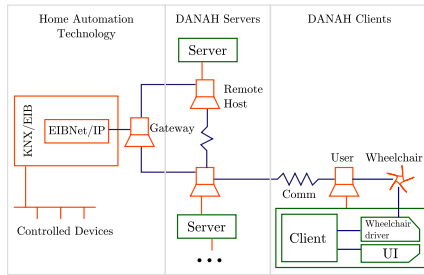 Home Automation
Technology
DANAH Servers
DANAH Clients
Server
KNX/EIB
EIBNet/IP
Gateway
Remote
Host
User
Wheelchair
Comm
Controlled Devices
Server
Client
Wheelchair
driver
UI